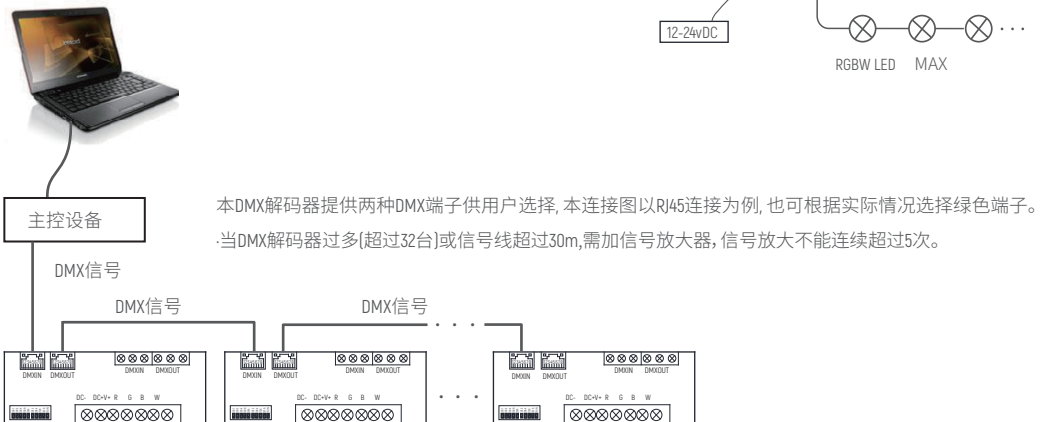 12-24vDC
RGBW LED MAX
主控设备
本DMX解码器提供两种DMX端子供用户选择, 本连接图以RJ45连接为例, 也可根据实际情况选择绿色端子。
·当DMX解码器过多(超过32台)或信号线超过30m,需加信号放大器, 信号放大不能连续超过5次。
DMX信号
DMX信号 DMX信号
DMXIN DMXOUT DMXIN DMXOUT DMXIN DMXOUT DMXIN DMXOUT DMXIN DMXOUT DMXIN DMXOUT
DC- DC+V+ R G B W DC- DC+V+ R G B W DC- DC+V+ R G B W